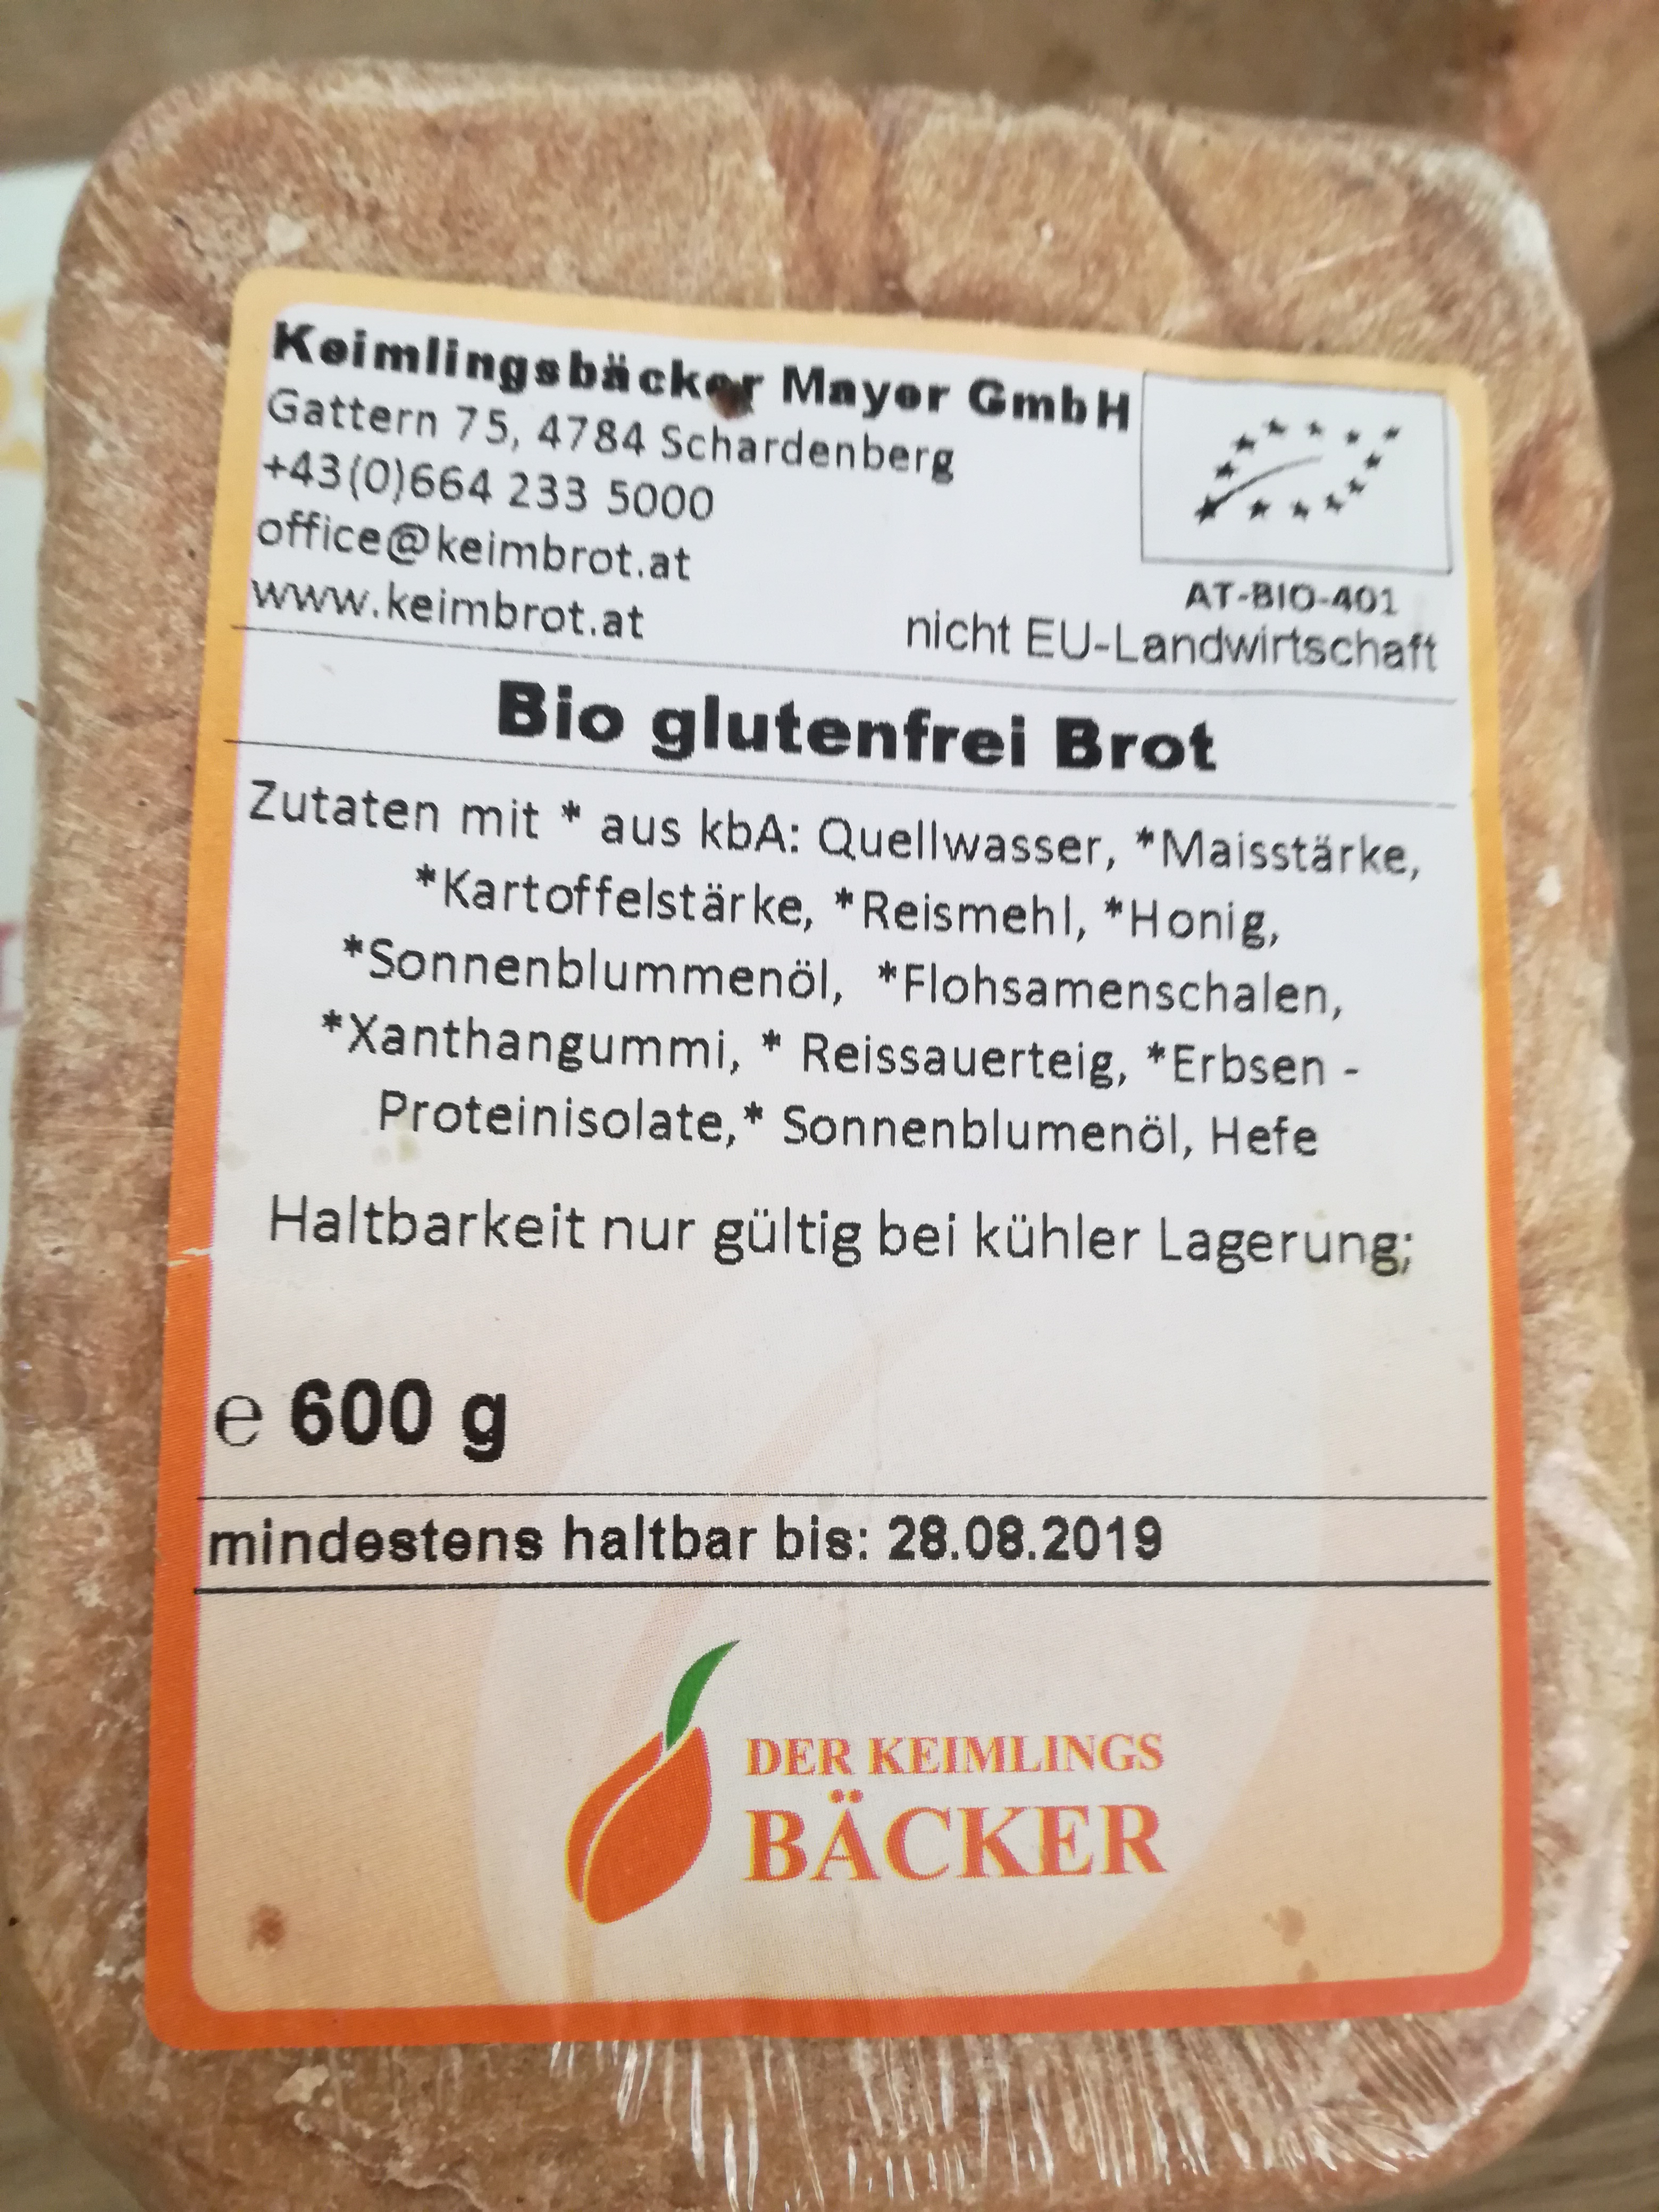 Keimlingsbäcker Mayer GmbH
Gattern 75, 4784 Schardenberg
+43(0)664 233 5000
office@keimbrot.at
www.keimbrot.at
AT-BIO-401
nicht EU-Landwirtschaft
Bio glutenfrei Brot
Zutaten mit * aus kbA: Quellwasser, *Maisstärke,
*Kartoffelstärke, *Reismehl, *Honig,
*Sonnenblummenöl, *Flohsamenschalen,
*Xanthangummi, * Reissauerteig, *Erbsen -
Proteinisolate,* Sonnenblumenöl, Hefe
Haltbarkeit nur gültig bei kühler Lagerung;
e 600 g
mindestens haltbar bis: 28.08.2019
DER KEIMLINGS
BÄCKER